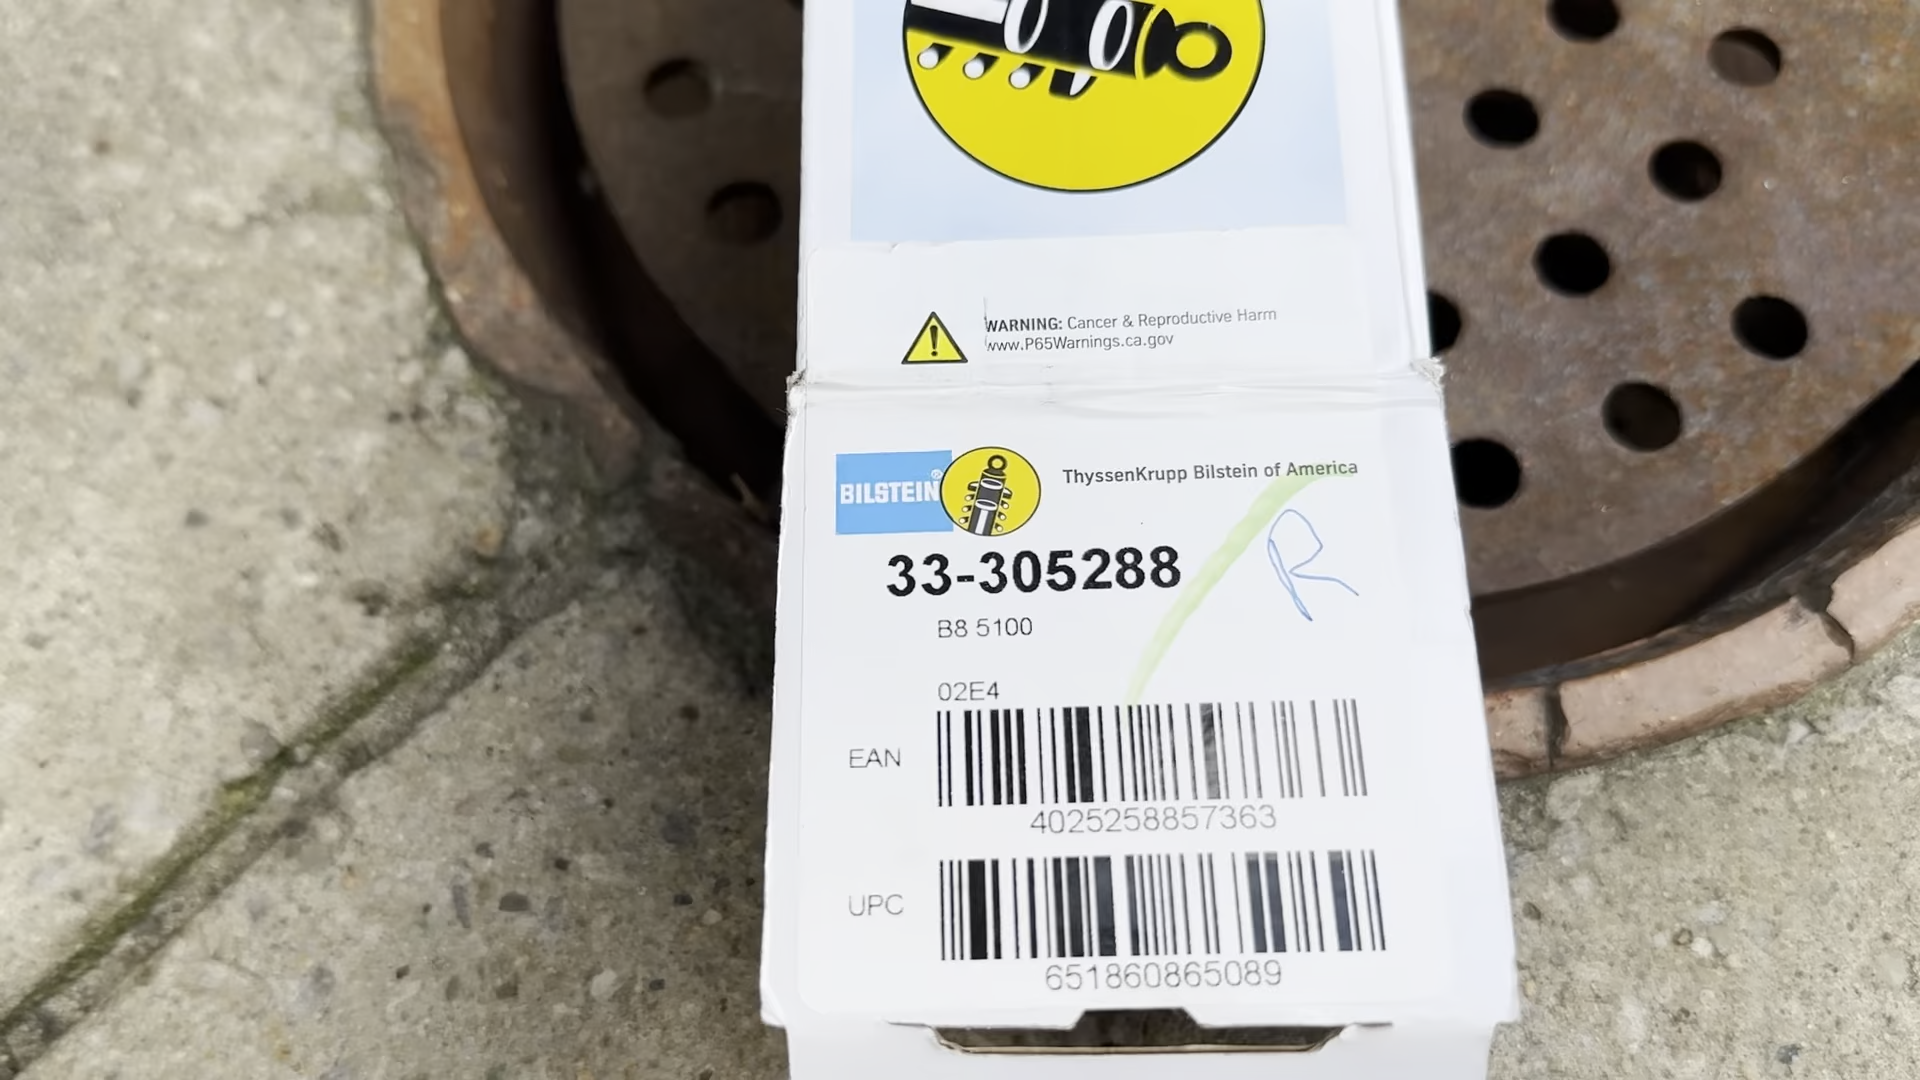 WARNING: Cancer & Reproductive Harm
www.P65Warnings.ca.gov
BILSTEIN®
ThyssenKrupp Bilstein of America
33-305288
R
B8 5100
02E4
EAN
4025258857363
UPC
651860865089